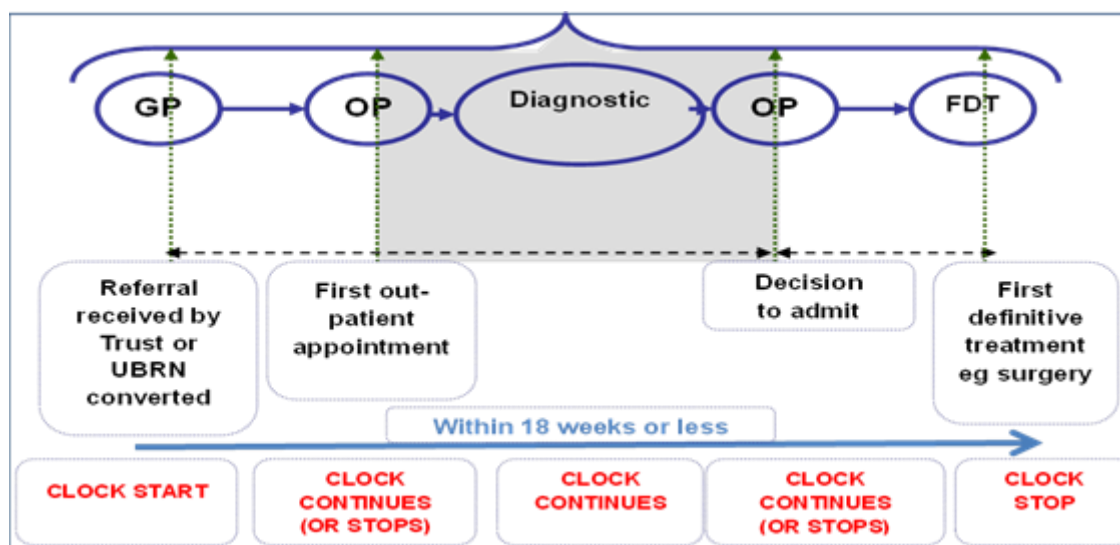 GP
OP
Diagnostic
OP
FDT
Referral
received by
Trust or
UBRN
converted
First out-
patient
appointment
Decision
to admit
First
definitive
treatment
eg surgery
Within 18 weeks or less
CLOCK START
CLOCK
CONTINUES
(OR STOPS)
CLOCK
CONTINUES
CLOCK
CONTINUES
(OR STOPS)
CLOCK
STOP